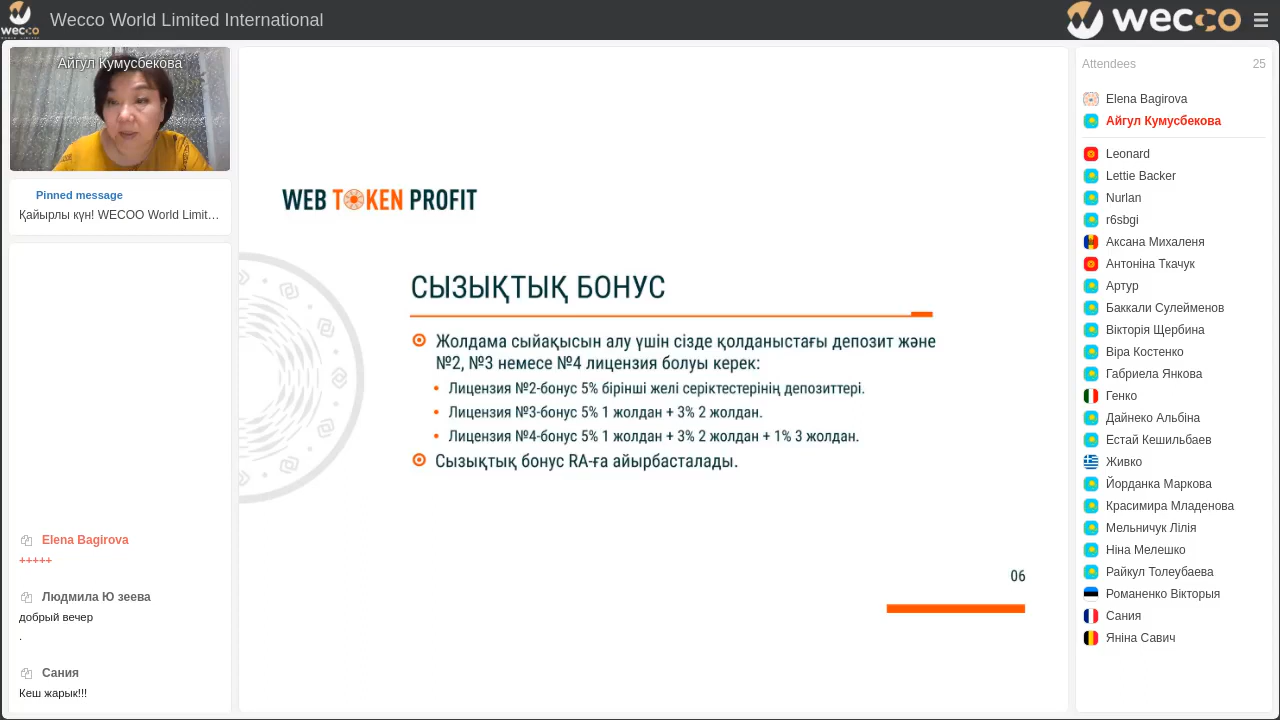 Wecco World Limited International
wecco
wecco
Айгул Кумусбекова
Pinned message
Қайырлы күн! WECOO World Limit…
Elena Bagirova
+++++
Людмила Ю зеева
добрый вечер
.
Сания
Кеш жарык!!!
WEB TOKEN PROFIT
СЫЗЫҚТЫҚ БОНУС
Жолдама сыйақысын алу үшін сізде қолданыстағы депозит және
№2, №3 немесе №4 лицензия болуы керек:
Лицензия №2-бонус 5% бірінші желі серіктестерінің депозиттері.
Лицензия №3-бонус 5% 1 жолдан + 3% 2 жолдан.
Лицензия №4-бонус 5% 1 жолдан + 3% 2 жолдан + 1% 3 жолдан.
Сызықтық бонус RA-ға айырбасталады.
06
Attendees 25
Elena Bagirova
Айгул Кумусбекова
Leonard
Lettie Backer
Nurlan
r6sbgi
Аксана Михаленя
Антоніна Ткачук
Артур
Баккали Сулейменов
Вікторія Щербина
Віра Костенко
Габриела Янкова
Генко
Дайнеко Альбіна
Естай Кешильбаев
Живко
Йорданка Маркова
Красимира Младенова
Мельничук Лілія
Ніна Мелешко
Райкул Толеубаева
Романенко Вікторыя
Сания
Яніна Савич